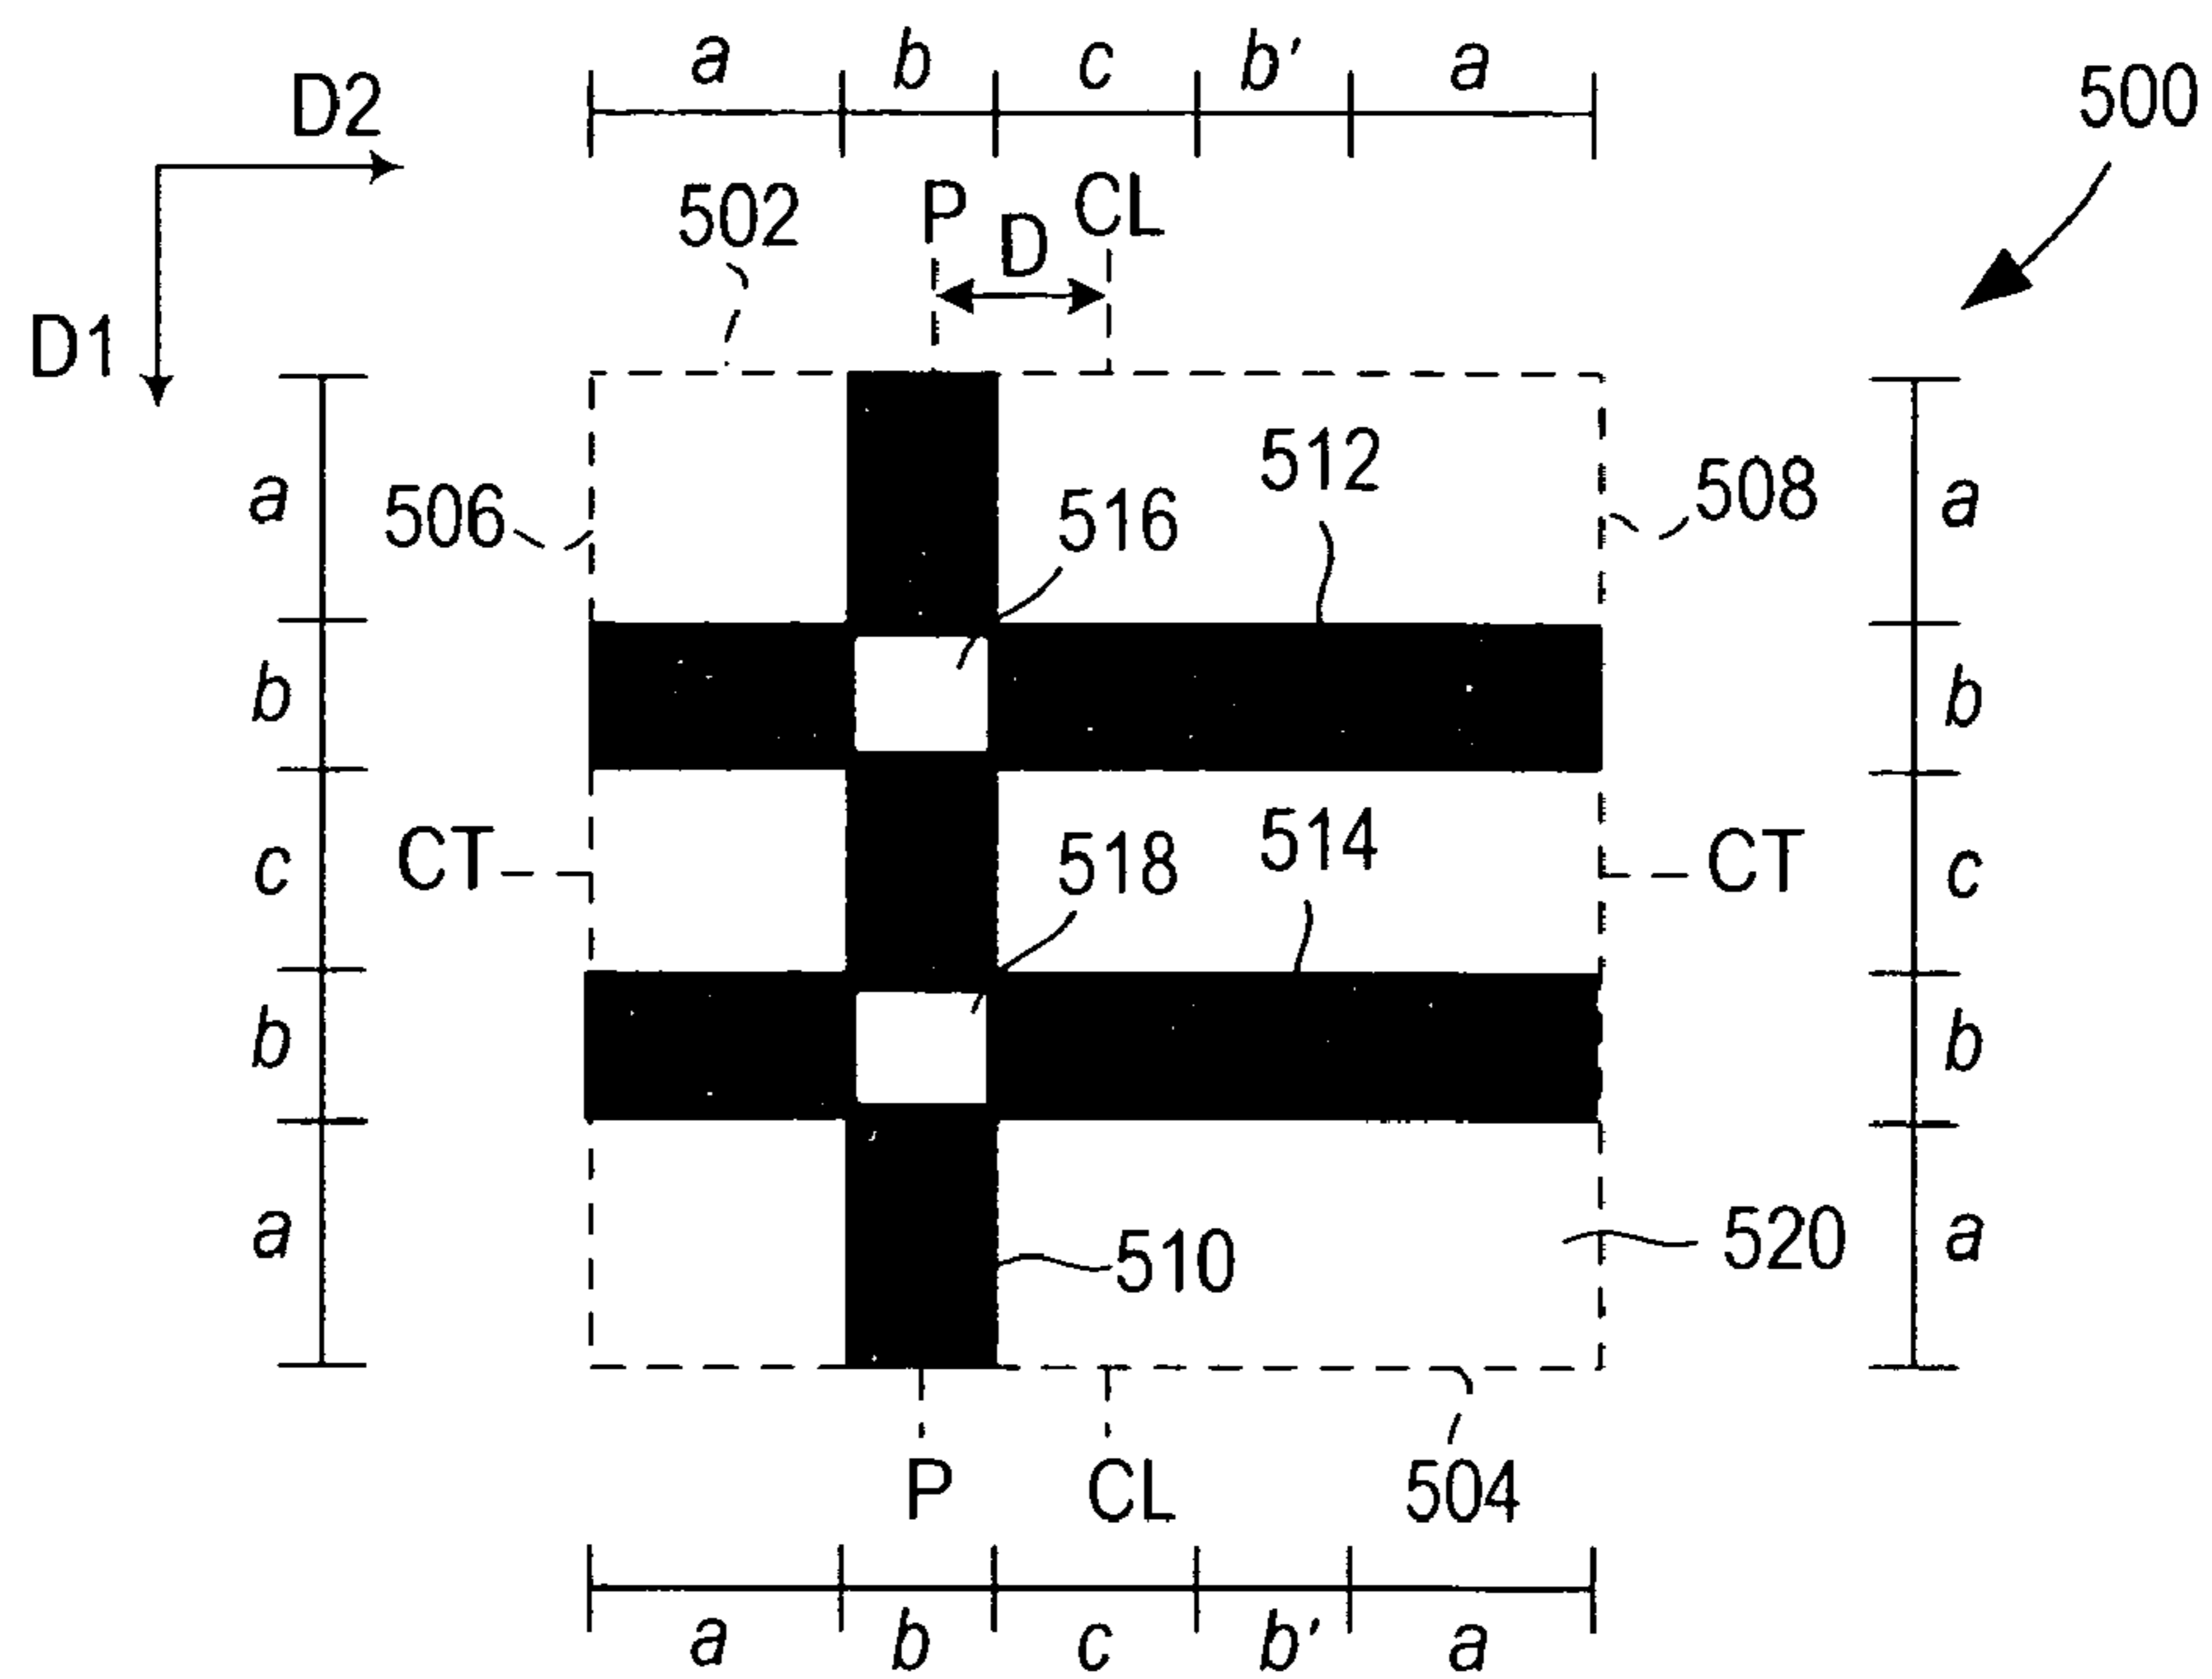 a b c b' a
D2
500
502 P D CL
D1
512
a 506 516 508 a
b b
CT 518 514 CT
c c
b b
a 510 520 a
P CL 504
a b c b' a